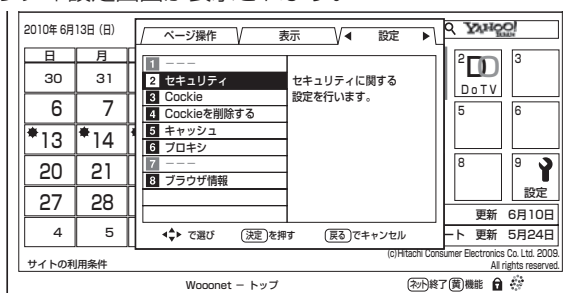 2010年 6月13日 (日)
ページ操作
表示
◀ 設定 ▶
YAHOO!
JAPAN
日 月
30 31
6 7
13 14
20 21
27 28
4 5
1 ---
2 セキュリティ
3 Cockie
4 Cockieを削除する
5 キャッシュ
6 プロキシ
7 ---
8 ブラウザ情報
セキュリティに関する
設定を行います。
で選び 決定 を押す 戻る でキャンセル
2 DoTV
3
5
6
8
9 設定
更新 6月10日
ート 更新 5月24日
(c)Hitachi Consumer Electronics Co. Ltd. 2009.
All rights reserved.
サイトの利用条件
Wooonet − トップ
ネット 終了 黄 機能